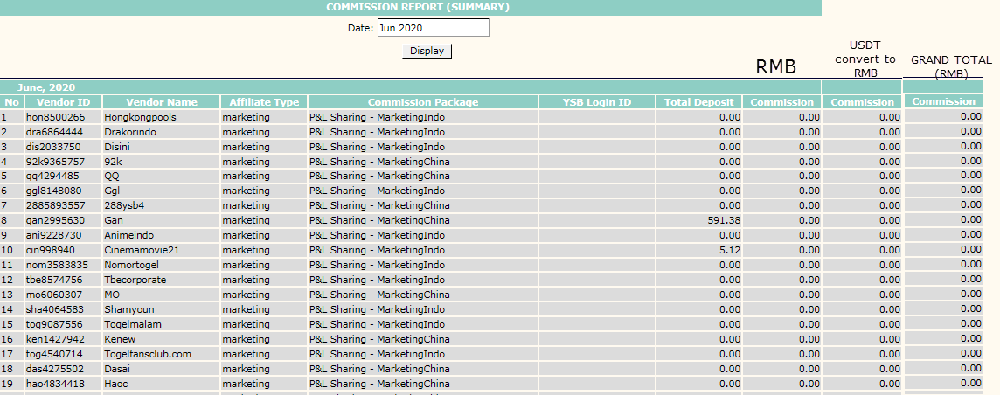 COMMISSION REPORT (SUMMARY)
Date: Jun 2020
Display
RMB
USDT
convert to
RMB
GRAND TOTAL
(RMB)
June, 2020
No Vendor ID Vendor Name Affiliate Type Commission Package YSB Login ID Total Deposit Commission Commission Commission
1 hon8500266 Hongkongpools marketing P&L Sharing - MarketingIndo 0.00 0.00 0.00 0.00
2 dra6864444 Drakorindo marketing P&L Sharing - MarketingIndo 0.00 0.00 0.00 0.00
3 dis2033750 Disini marketing P&L Sharing - MarketingIndo 0.00 0.00 0.00 0.00
4 92k9365757 92k marketing P&L Sharing - MarketingChina 0.00 0.00 0.00 0.00
5 qq4294485 QQ marketing P&L Sharing - MarketingChina 0.00 0.00 0.00 0.00
6 ggl8148080 Ggl marketing P&L Sharing - MarketingIndo 0.00 0.00 0.00 0.00
7 2885893557 288ysb4 marketing P&L Sharing - MarketingChina 0.00 0.00 0.00 0.00
8 gan2995630 Gan marketing P&L Sharing - MarketingChina 591.38 0.00 0.00 0.00
9 ani9228730 Animeindo marketing P&L Sharing - MarketingIndo 0.00 0.00 0.00 0.00
10 cin998940 Cinemamovie21 marketing P&L Sharing - MarketingIndo 5.12 0.00 0.00 0.00
11 nom3583835 Nomortogel marketing P&L Sharing - MarketingIndo 0.00 0.00 0.00 0.00
12 tbe8574756 Tbecorporate marketing P&L Sharing - MarketingIndo 0.00 0.00 0.00 0.00
13 mo6060307 MO marketing P&L Sharing - MarketingChina 0.00 0.00 0.00 0.00
14 sha4064583 Shamyoun marketing P&L Sharing - MarketingIndo 0.00 0.00 0.00 0.00
15 tog9087556 Togelmalam marketing P&L Sharing - MarketingIndo 0.00 0.00 0.00 0.00
16 ken1427942 Kenew marketing P&L Sharing - MarketingChina 0.00 0.00 0.00 0.00
17 tog4540714 Togelfansclub.com marketing P&L Sharing - MarketingIndo 0.00 0.00 0.00 0.00
18 das4275502 Dasai marketing P&L Sharing - MarketingChina 0.00 0.00 0.00 0.00
19 hao4834418 Haoc marketing P&L Sharing - MarketingChina 0.00 0.00 0.00 0.00